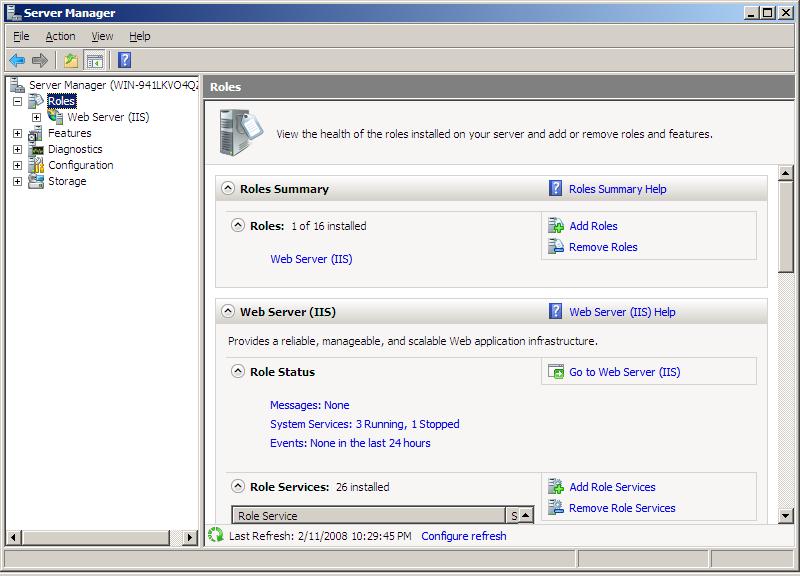 Server Manager
File Action View Help
Server Manager (WIN-941LKVO4QZ
Roles
Web Server (IIS)
Features
Diagnostics
Configuration
Storage
Roles
View the health of the roles installed on your server and add or remove roles and features.
Roles Summary
Roles Summary Help
Roles: 1 of 16 installed
Add Roles
Remove Roles
Web Server (IIS)
Web Server (IIS)
Web Server (IIS) Help
Provides a reliable, manageable, and scalable Web application infrastructure.
Role Status
Go to Web Server (IIS)
Messages: None
System Services: 3 Running, 1 Stopped
Events: None in the last 24 hours
Role Services: 26 installed
Add Role Services
Remove Role Services
Role Service S
Last Refresh: 2/11/2008 10:29:45 PM Configure refresh